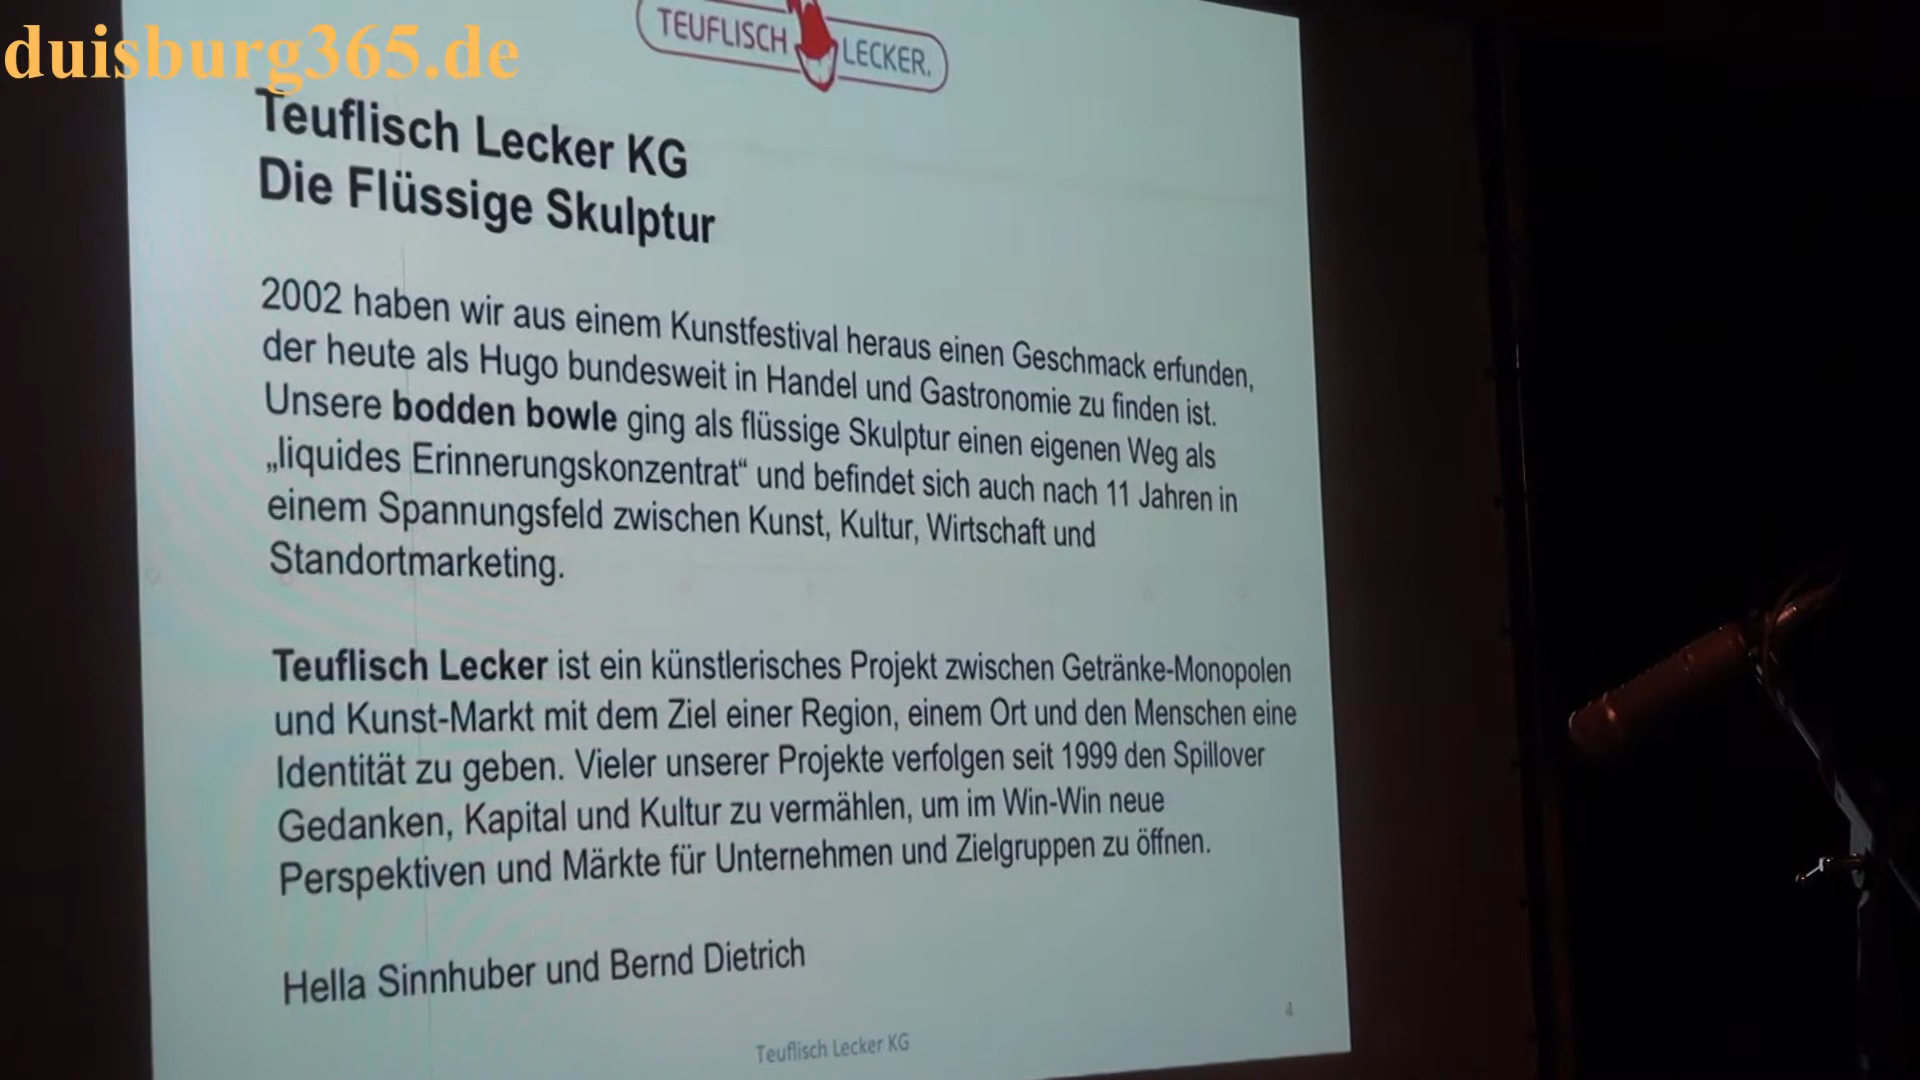 duisburg365.de
TEUFLISCH LECKER.
Teuflisch Lecker KG
Die Flüssige Skulptur
2002 haben wir aus einem Kunstfestival heraus einen Geschmack erfunden,
der heute als Hugo bundesweit in Handel und Gastronomie zu finden ist.
Unsere bodden bowle ging als flüssige Skulptur einen eigenen Weg als
„liquides Erinnerungskonzentrat“ und befindet sich auch nach 11 Jahren in
einem Spannungsfeld zwischen Kunst, Kultur, Wirtschaft und
Standortmarketing.
Teuflisch Lecker ist ein künstlerisches Projekt zwischen Getränke-Monopolen
und Kunst-Markt mit dem Ziel einer Region, einem Ort und den Menschen eine
Identität zu geben. Vieler unserer Projekte verfolgen seit 1999 den Spillover
Gedanken, Kapital und Kultur zu vermählen, um im Win-Win neue
Perspektiven und Märkte für Unternehmen und Zielgruppen zu öffnen.
Hella Sinnhuber und Bernd Dietrich
4
Teuflisch Lecker KG